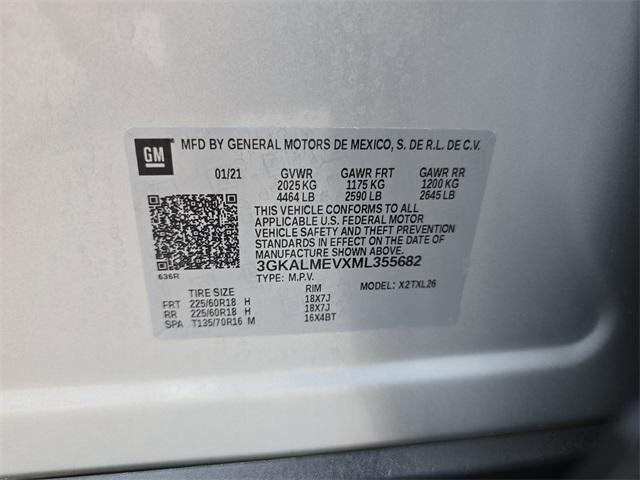 GM
MFD BY GENERAL MOTORS DE MEXICO, S. DE R.L. DE C.V.
01/21 GVWR GAWR FRT GAWR RR
2025 KG 1175 KG 1200 KG
4464 LB 2590 LB 2645 LB
THIS VEHICLE CONFORMS TO ALL
APPLICABLE U.S. FEDERAL MOTOR
VEHICLE SAFETY AND THEFT PREVENTION
STANDARDS IN EFFECT ON THE DATE OF
MANUFACTURE SHOWN ABOVE.
3GKALMEVXML355682
636R
TYPE: M.P.V. MODEL: X2TXL26
TIRE SIZE RIM
FRT 225/60R18 H 18X7J
RR 225/60R18 H 18X7J
SPA T135/70R16 M 16X4BT